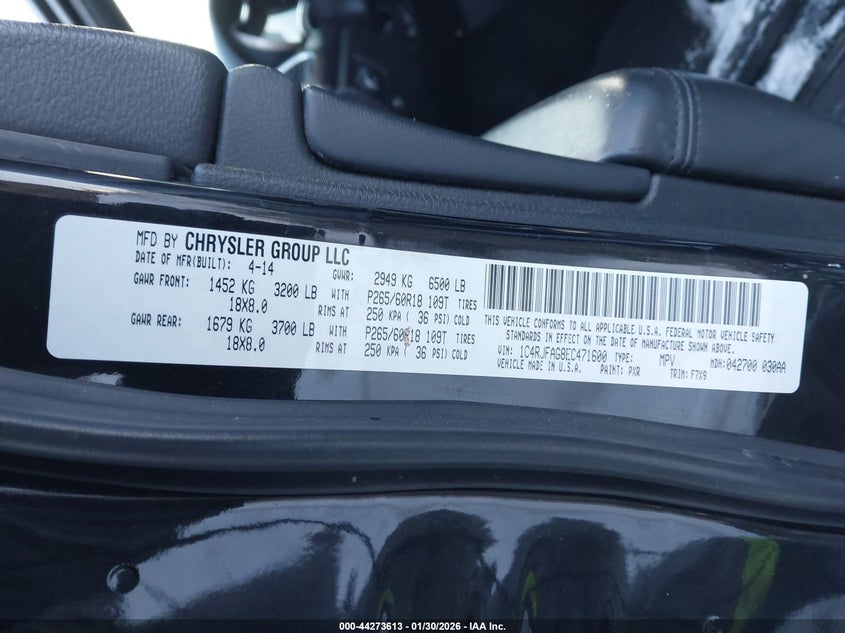 MFD BY CHRYSLER GROUP LLC
DATE OF MFR(BUILT): 4-14
GVWR: 2949 KG 6500 LB
GAWR FRONT: 1452 KG 3200 LB WITH P265/60R18 109T TIRES
18X8.0 RIMS AT 250 KPA ( 36 PSI) COLD
GAWR REAR: 1679 KG 3700 LB WITH P265/60R18 109T TIRES
18X8.0 RIMS AT 250 KPA ( 36 PSI) COLD
THIS VEHICLE CONFORMS TO ALL APPLICABLE U.S.A. FEDERAL MOTOR VEHICLE SAFETY
STANDARDS IN EFFECT ON THE DATE OF MANUFACTURE SHOWN ABOVE.
VIN: 1C4RJFAG8EC471600 TYPE: MPV MDH:042700 030AA
VEHICLE MADE IN U.S.A. PAINT: PXR TRIM: F7X9
000-44273613 - 01/30/2026 - IAA Inc.